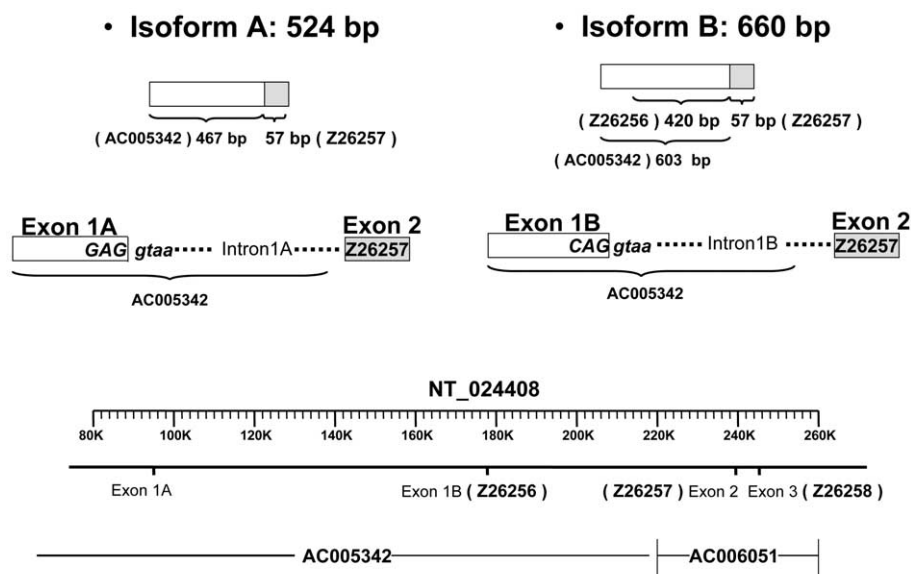 • Isoform A: 524 bp
• Isoform B: 660 bp
( AC005342 ) 467 bp 57 bp ( Z26257 )
( Z26256 ) 420 bp 57 bp ( Z26257 )
( AC005342 ) 603 bp
Exon 1A Exon 2
GAG gtaa Intron1A Z26257
AC005342
Exon 1B Exon 2
CAG gtaa Intron1B Z26257
AC005342
NT_024408
80K 100K 120K 140K 160K 180K 200K 220K 240K 260K
Exon 1A Exon 1B ( Z26256 ) ( Z26257 ) Exon 2 Exon 3 ( Z26258 )
AC005342 AC006051